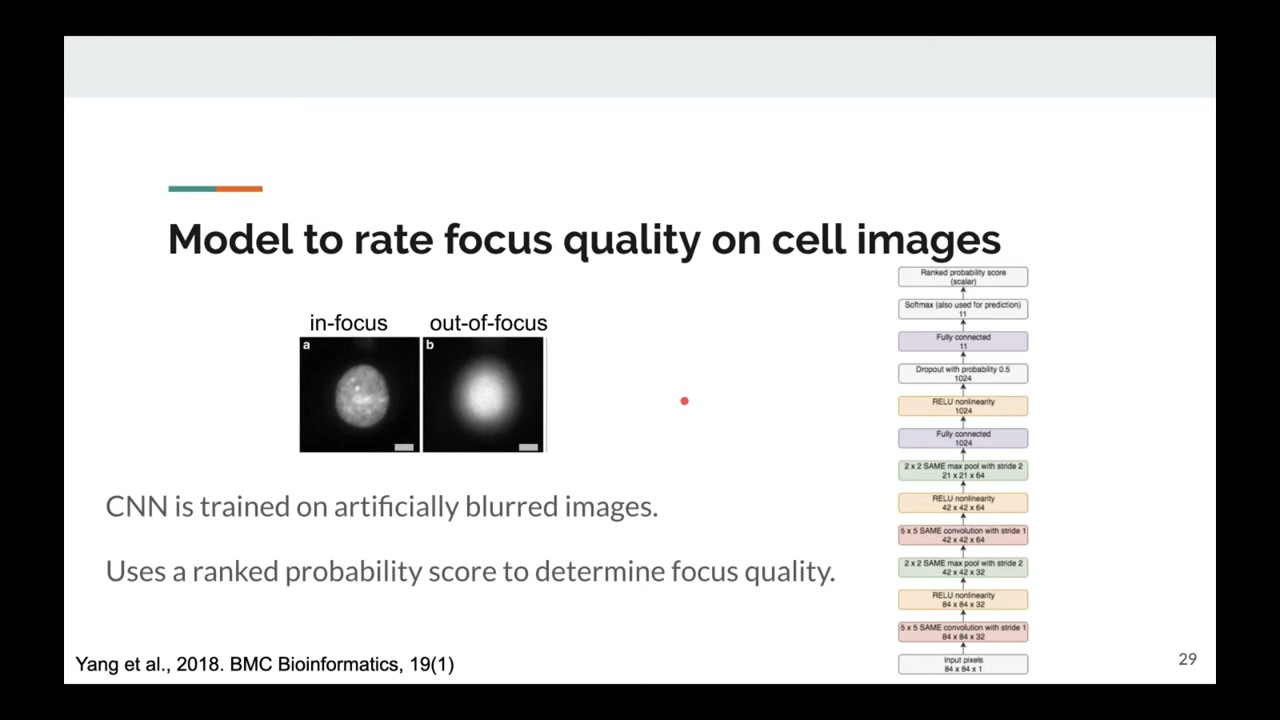 Model to rate focus quality on cell images
in-focus
out-of-focus
a
b
CNN is trained on artificially blurred images.
Uses a ranked probability score to determine focus quality.
Yang et al., 2018. BMC Bioinformatics, 19(1)
Ranked probability score
(scalar)
Softmax (also used for prediction)
11
Fully connected
11
Dropout with probability 0.5
1024
RELU nonlinearity
1024
Fully connected
1024
2 x 2 SAME max pool with stride 2
21 x 21 x 64
RELU nonlinearity
42 x 42 x 64
5 x 5 SAME convolution with stride 1
42 x 42 x 64
2 x 2 SAME max pool with stride 2
42 x 42 x 32
RELU nonlinearity
84 x 84 x 32
5 x 5 SAME convolution with stride 1
84 x 84 x 32
Input pixels
84 x 84 x 1
29